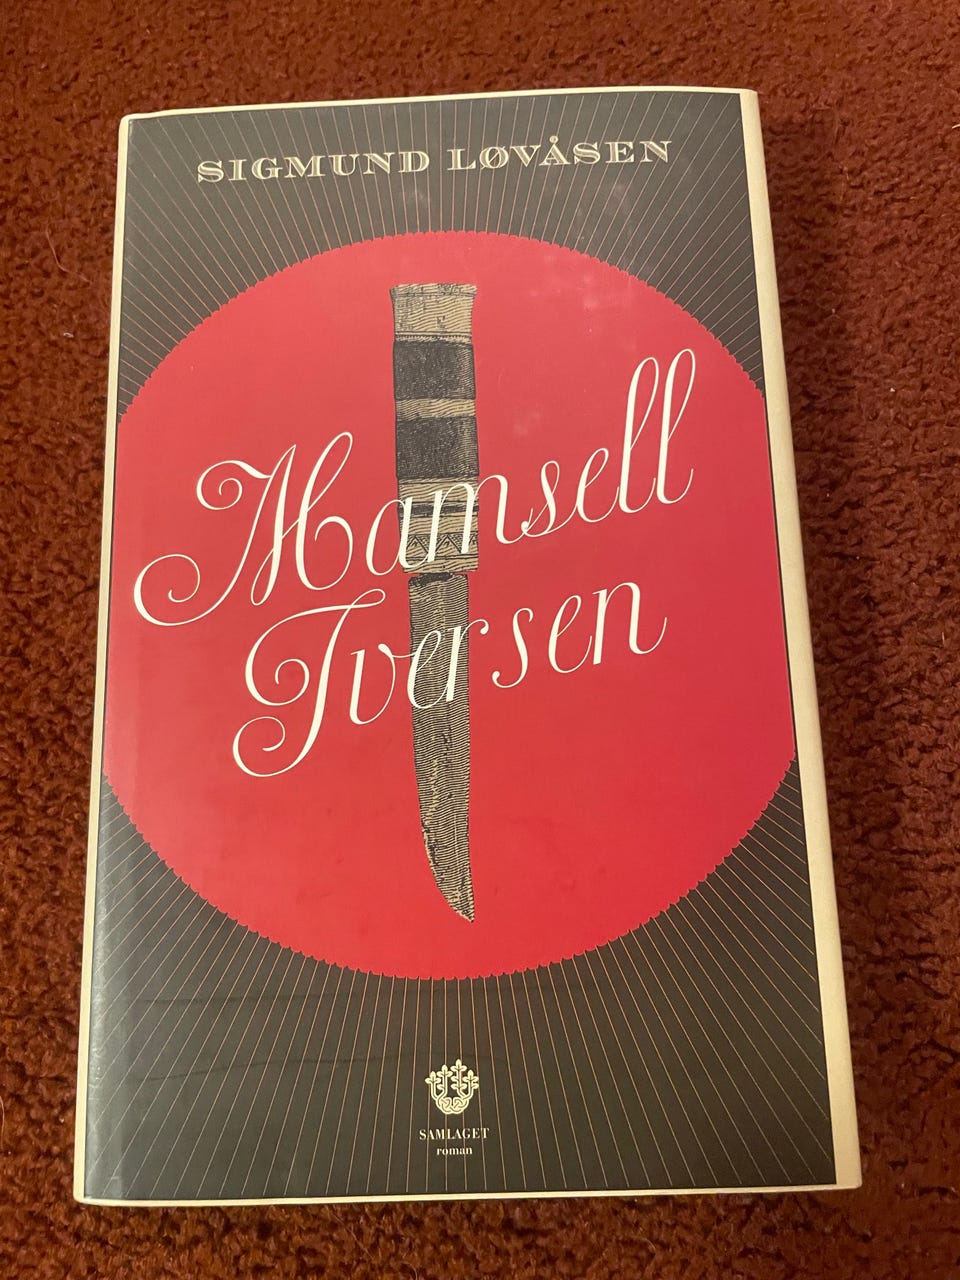 SIGMUND LØVÅSEN
Mamsell
Iversen
SAMLAGET
roman